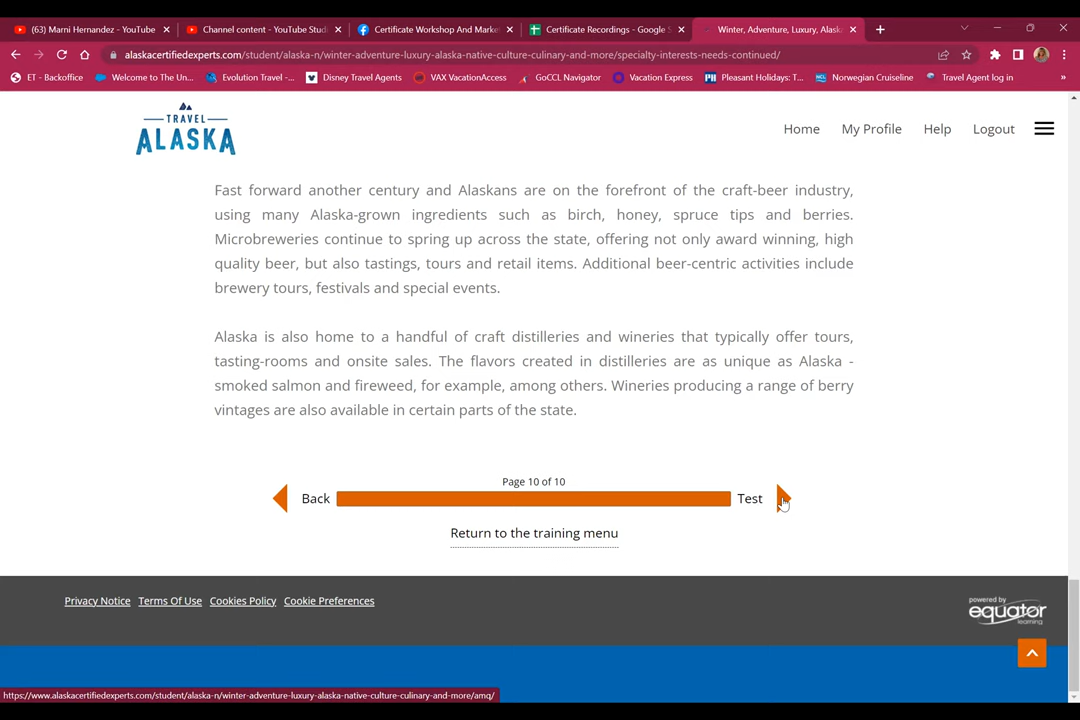 (63) Marni Hernandez - YouTube
Channel content - YouTube Stud
Certificate Workshop And Marke
Certificate Recordings - Google S
Winter, Adventure, Luxury, Alask
alaskacertifiedexperts.com/student/alaska-n/winter-adventure-luxury-alaska-native-culture-culinary-and-more/specialty-interests-needs-continued/
ET - Backoffice
Welcome to The Un...
Evolution Travel -...
Disney Travel Agents
VAX VacationAccess
GoCCL Navigator
Vacation Express
Pleasant Holidays: T...
Norwegian Cruiseline
Travel Agent log in
TRAVEL
ALASKA
Home
My Profile
Help
Logout
Fast forward another century and Alaskans are on the forefront of the craft-beer industry,
using many Alaska-grown ingredients such as birch, honey, spruce tips and berries.
Microbreweries continue to spring up across the state, offering not only award winning, high
quality beer, but also tastings, tours and retail items. Additional beer-centric activities include
brewery tours, festivals and special events.
Alaska is also home to a handful of craft distilleries and wineries that typically offer tours,
tasting-rooms and onsite sales. The flavors created in distilleries are as unique as Alaska -
smoked salmon and fireweed, for example, among others. Wineries producing a range of berry
vintages are also available in certain parts of the state.
Page 10 of 10
Back
Test
Return to the training menu
Privacy Notice
Terms Of Use
Cookies Policy
Cookie Preferences
powered by
equator
learning
https://www.alaskacertifiedexperts.com/student/alaska-n/winter-adventure-luxury-alaska-native-culture-culinary-and-more/amq/